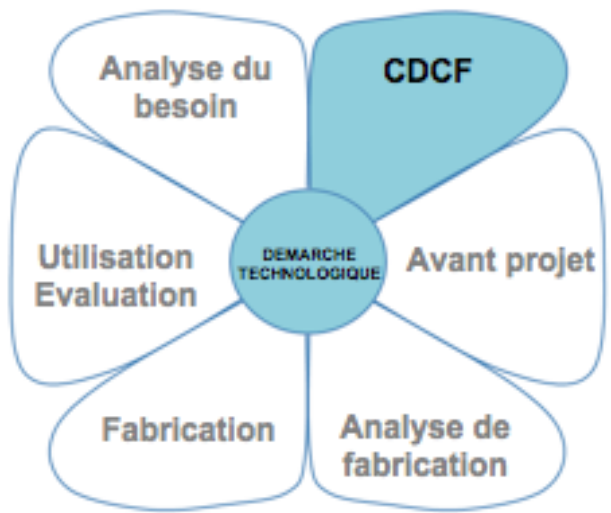 Analyse du
besoin
CDCF
Utilisation
Evaluation
DEMARCHE
TECHNOLOGIQUE
Avant projet
Fabrication
Analyse de
fabrication